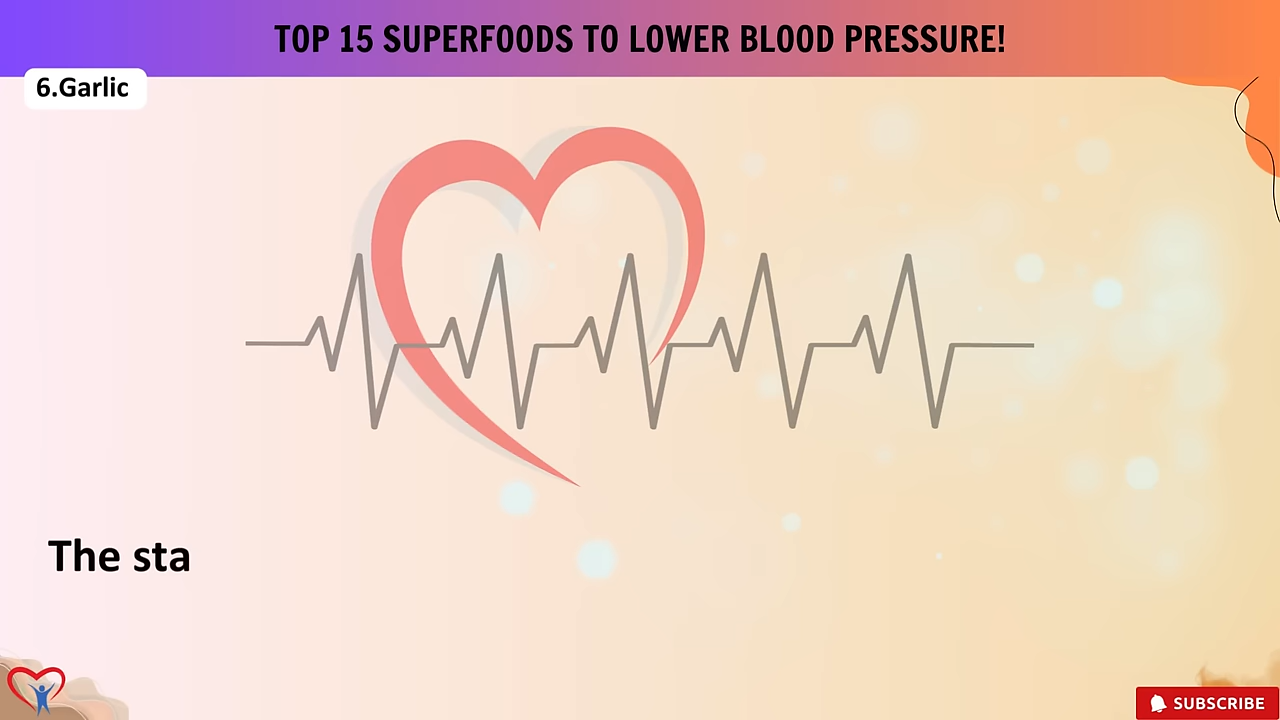 TOP 15 SUPERFOODS TO LOWER BLOOD PRESSURE!
6.Garlic
The sta
SUBSCRIBE